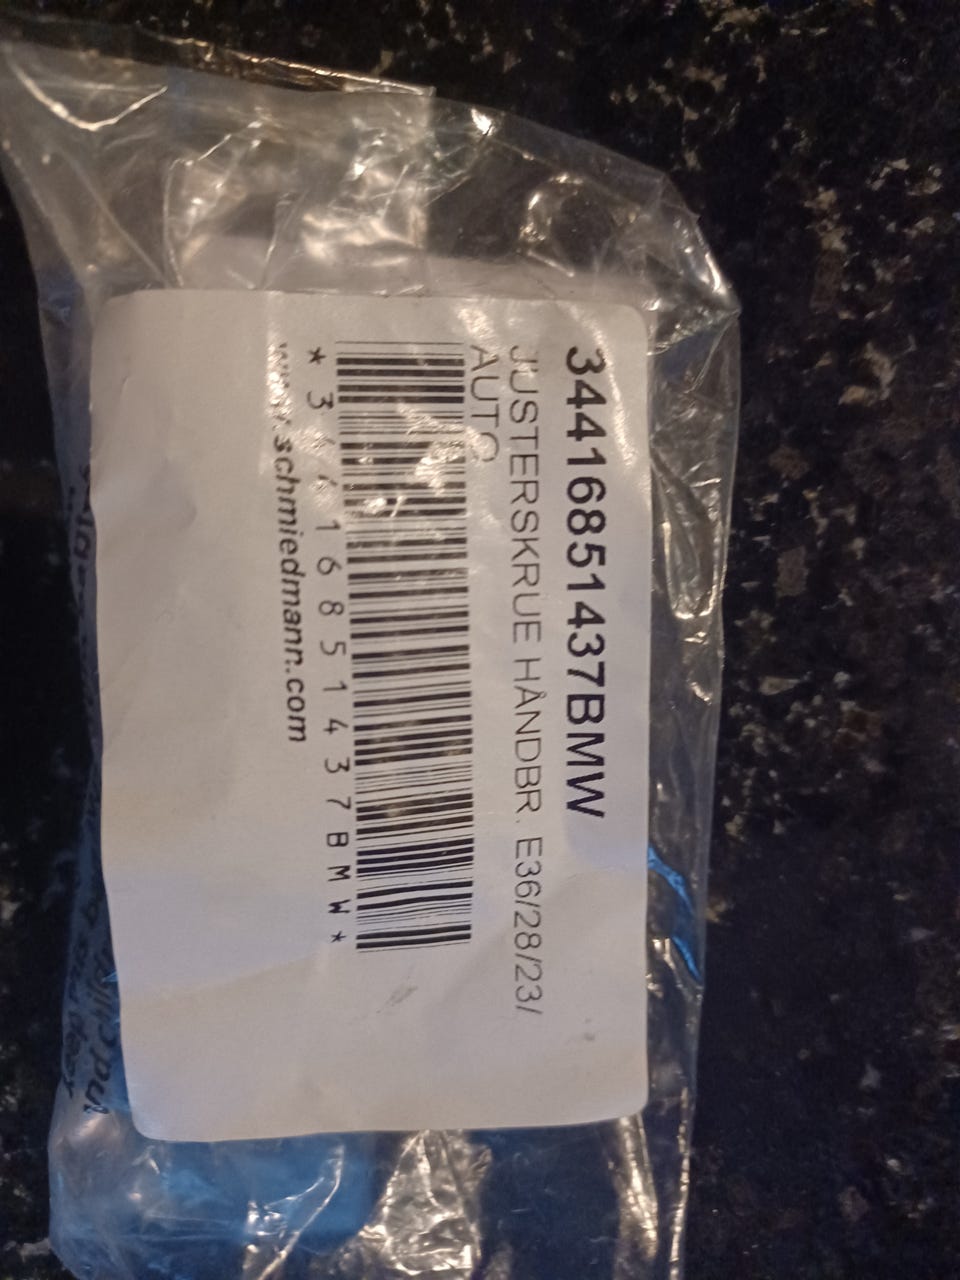 34416851437BMW
JUSTERSKRUE HÅNDBR. E36/28/23/
AUTO
*34416851437BMW*
www.schmiedmann.com